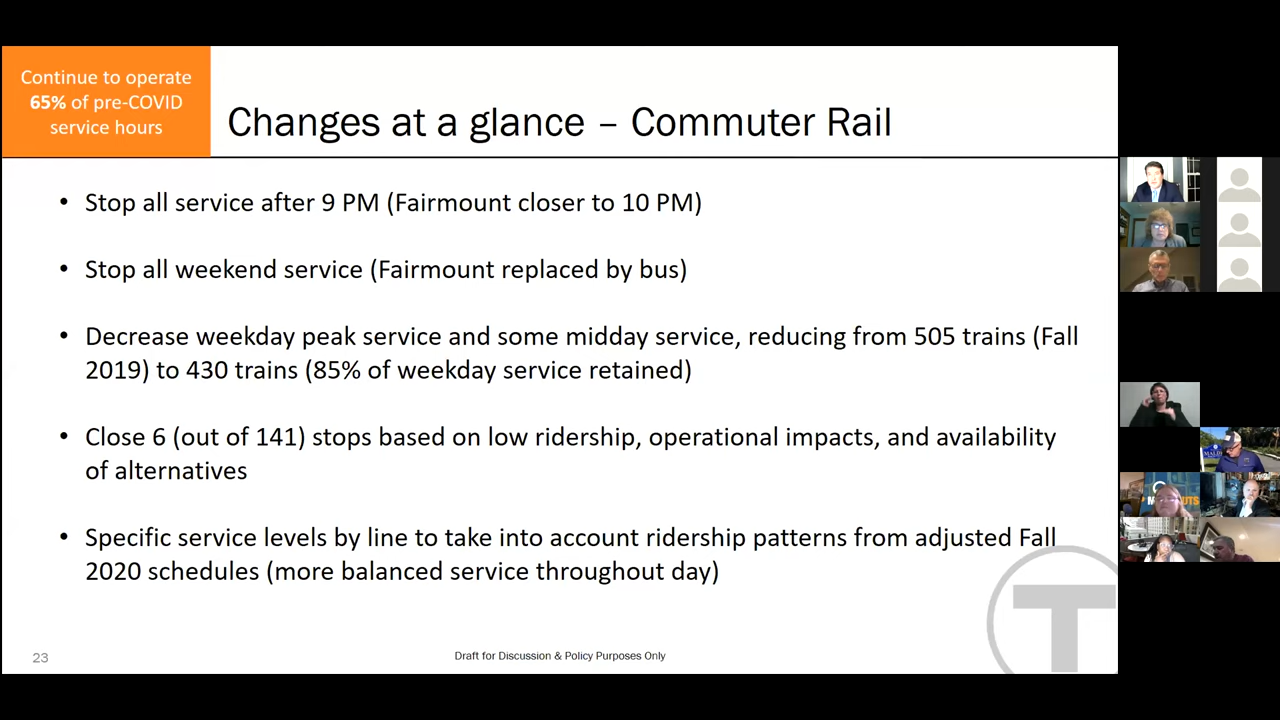 Continue to operate
65% of pre-COVID
service hours
Changes at a glance – Commuter Rail
• Stop all service after 9 PM (Fairmount closer to 10 PM)
• Stop all weekend service (Fairmount replaced by bus)
• Decrease weekday peak service and some midday service, reducing from 505 trains (Fall
2019) to 430 trains (85% of weekday service retained)
• Close 6 (out of 141) stops based on low ridership, operational impacts, and availability
of alternatives
• Specific service levels by line to take into account ridership patterns from adjusted Fall
2020 schedules (more balanced service throughout day)
T
23
Draft for Discussion & Policy Purposes Only